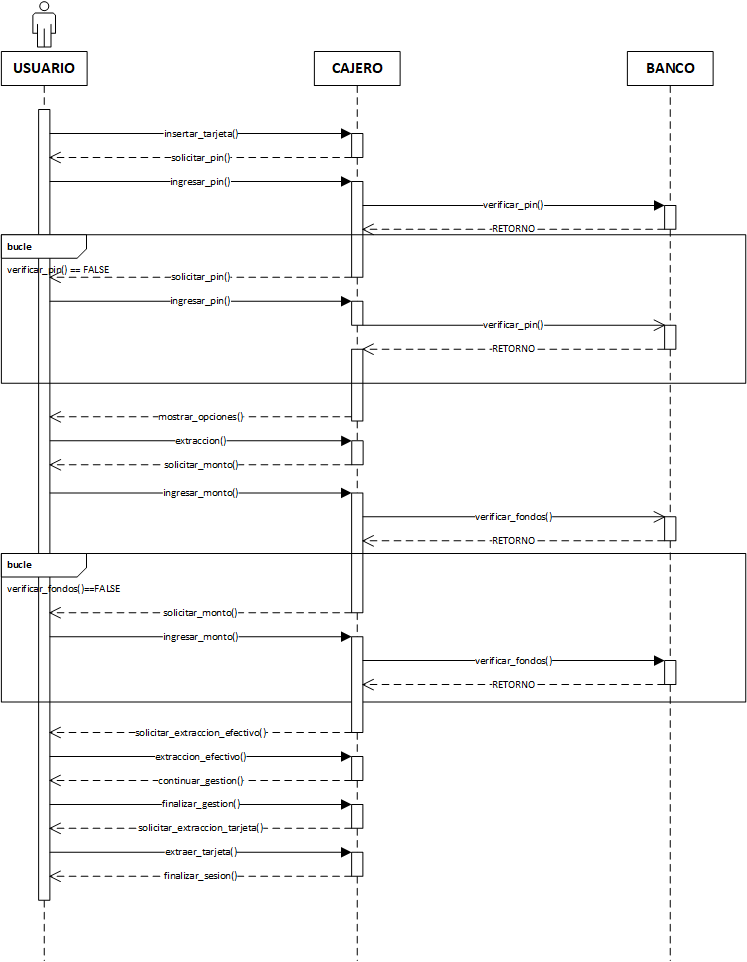 USUARIO
CAJERO
BANCO
insertar_tarjeta()
solicitar_pin()
ingresar_pin()
verificar_pin()
RETORNO
bucle
verificar_pin() == FALSE
solicitar_pin()
ingresar_pin()
verificar_pin()
RETORNO
mostrar_opciones()
extraccion()
solicitar_monto()
ingresar_monto()
verificar_fondos()
RETORNO
bucle
verificar_fondos()==FALSE
solicitar_monto()
ingresar_monto()
verificar_fondos()
RETORNO
solicitar_extraccion_efectivo()
extraccion_efectivo()
continuar_gestion()
finalizar_gestion()
solicitar_extraccion_tarjeta()
extraer_tarjeta()
finalizar_sesion()